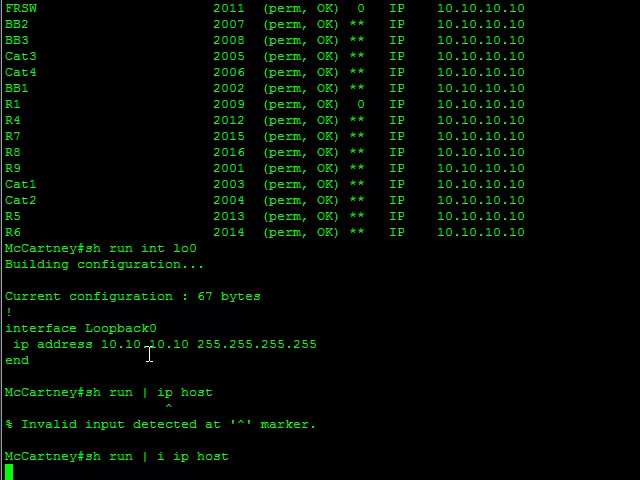 FRSW 2011 (perm, OK) 0 IP 10.10.10.10
BB2 2007 (perm, OK) ** IP 10.10.10.10
BB3 2008 (perm, OK) ** IP 10.10.10.10
Cat3 2005 (perm, OK) ** IP 10.10.10.10
Cat4 2006 (perm, OK) ** IP 10.10.10.10
BB1 2002 (perm, OK) ** IP 10.10.10.10
R1 2009 (perm, OK) 0 IP 10.10.10.10
R4 2012 (perm, OK) ** IP 10.10.10.10
R7 2015 (perm, OK) ** IP 10.10.10.10
R8 2016 (perm, OK) ** IP 10.10.10.10
R9 2001 (perm, OK) ** IP 10.10.10.10
Cat1 2003 (perm, OK) ** IP 10.10.10.10
Cat2 2004 (perm, OK) ** IP 10.10.10.10
R5 2013 (perm, OK) ** IP 10.10.10.10
R6 2014 (perm, OK) ** IP 10.10.10.10
McCartney#sh run int lo0
Building configuration...
Current configuration : 67 bytes
!
interface Loopback0
ip address 10.10.10.10 255.255.255.255
end
McCartney#sh run | ip host
^
% Invalid input detected at '^' marker.
McCartney#sh run | i ip host